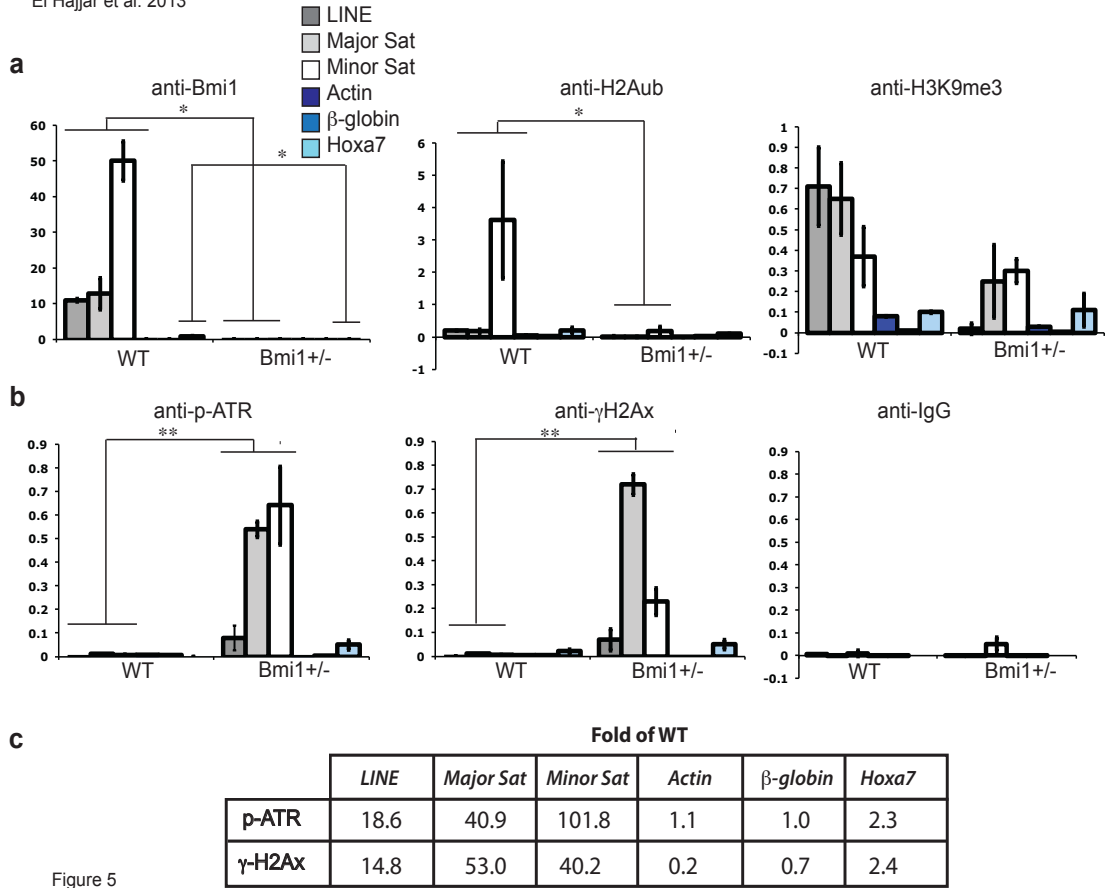 El Hajjar et al. 2013
LINE
Major Sat
Minor Sat
Actin
β-globin
Hoxa7
a
anti-Bmi1
anti-H2Aub
anti-H3K9me3
*
*
*
60
50
40
30
20
10
0
6
5
4
3
2
1
0
-1
1
0.9
0.8
0.7
0.6
0.5
0.4
0.3
0.2
0.1
0
-0.1
WT
Bmi1+/-
WT
Bmi1+/-
WT
Bmi1+/-
b
anti-p-ATR
anti-γH2Ax
anti-IgG
**
**
0.9
0.8
0.7
0.6
0.5
0.4
0.3
0.2
0.1
0
0.9
0.8
0.7
0.6
0.5
0.4
0.3
0.2
0.1
0
0.9
0.8
0.7
0.6
0.5
0.4
0.3
0.2
0.1
0
-0.1
WT
Bmi1+/-
WT
Bmi1+/-
WT
Bmi1+/-
c
Fold of WT
LINE Major Sat Minor Sat Actin β-globin Hoxa7
p-ATR 18.6 40.9 101.8 1.1 1.0 2.3
γ-H2Ax 14.8 53.0 40.2 0.2 0.7 2.4
Figure 5